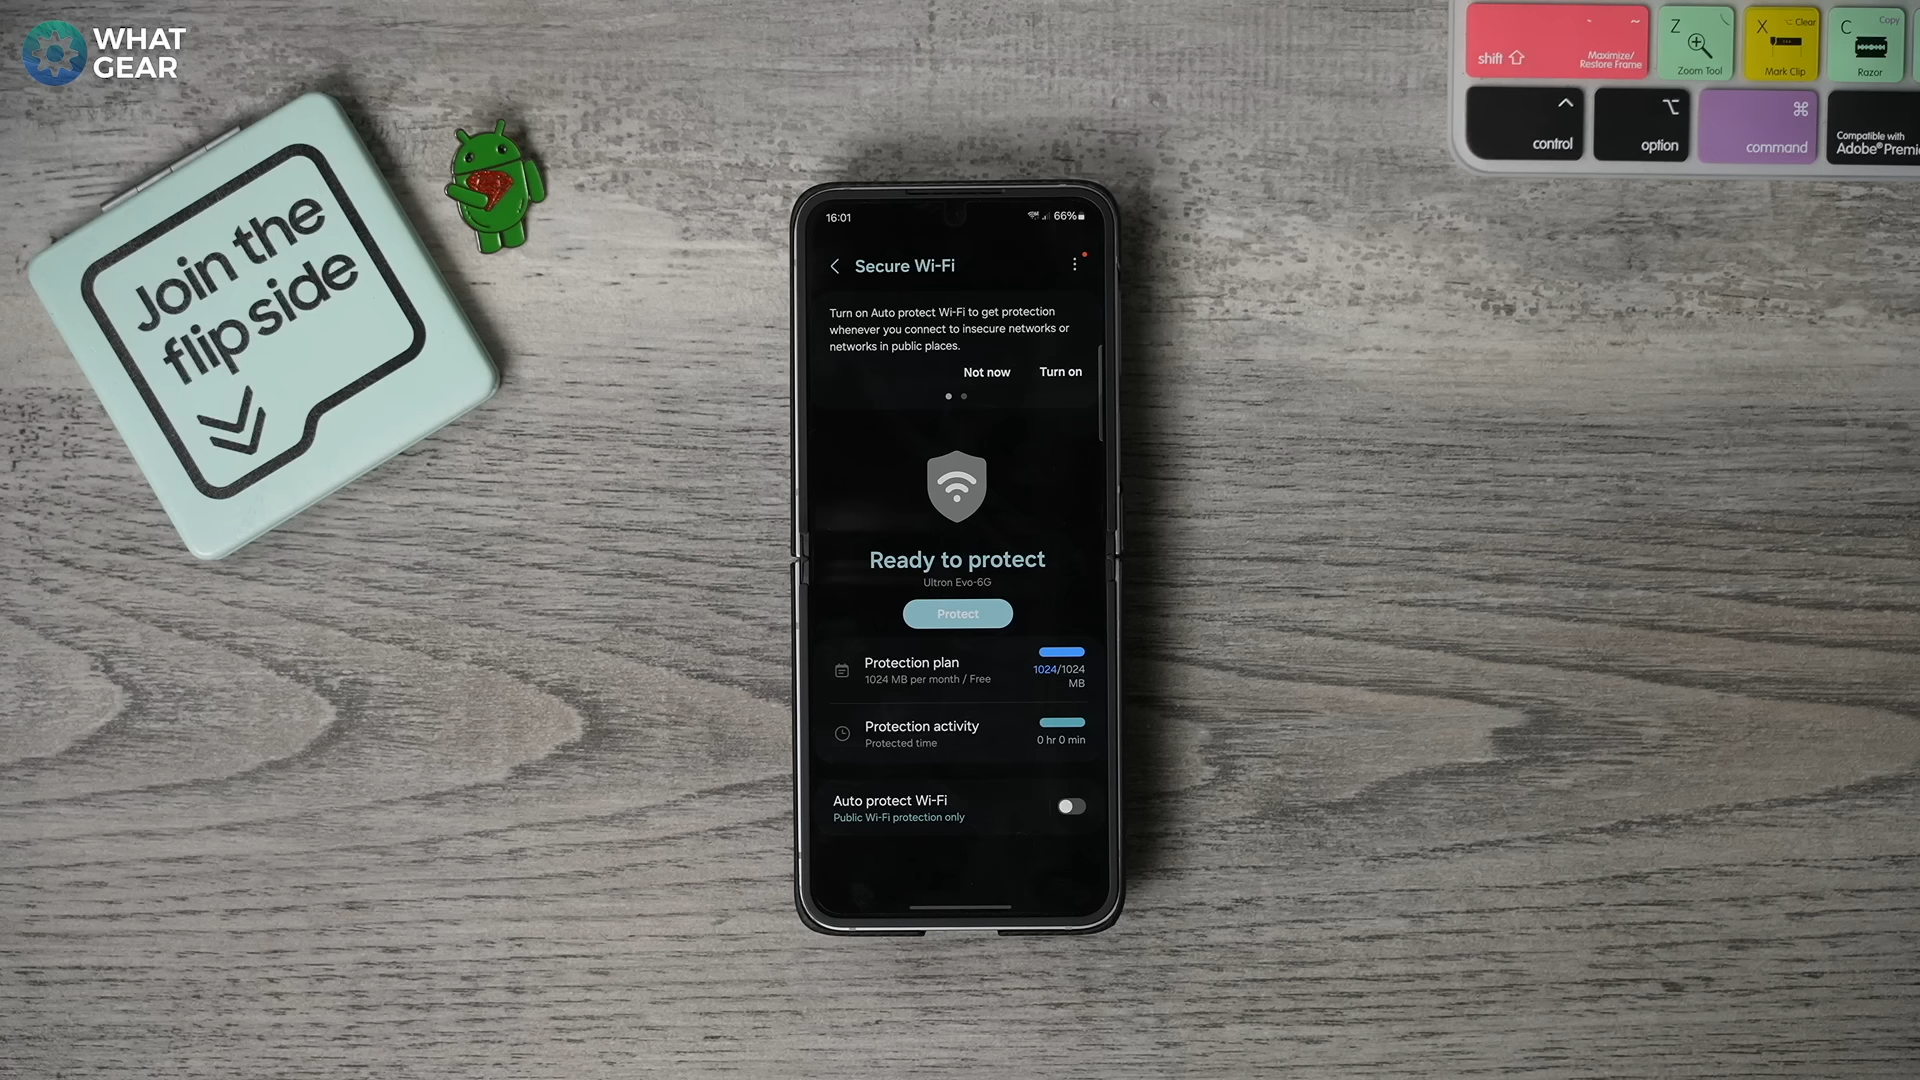 WHAT
GEAR
Join the
flip side
shift
Maximize/
Restore Frame
Z
Zoom Tool
X
Clear
Mark Clip
C
Copy
Razor
control
option
command
Compatible with
16:01
66%
Secure Wi-Fi
Turn on Auto protect Wi-Fi to get protection
whenever you connect to insecure networks or
networks in public places.
Not now
Turn on
Ready to protect
Ultron Evo-6G
Protect
Protection plan
1024 MB per month / Free
1024/1024
MB
Protection activity
Protected time
0 hr 0 min
Auto protect Wi-Fi
Public Wi-Fi protection only